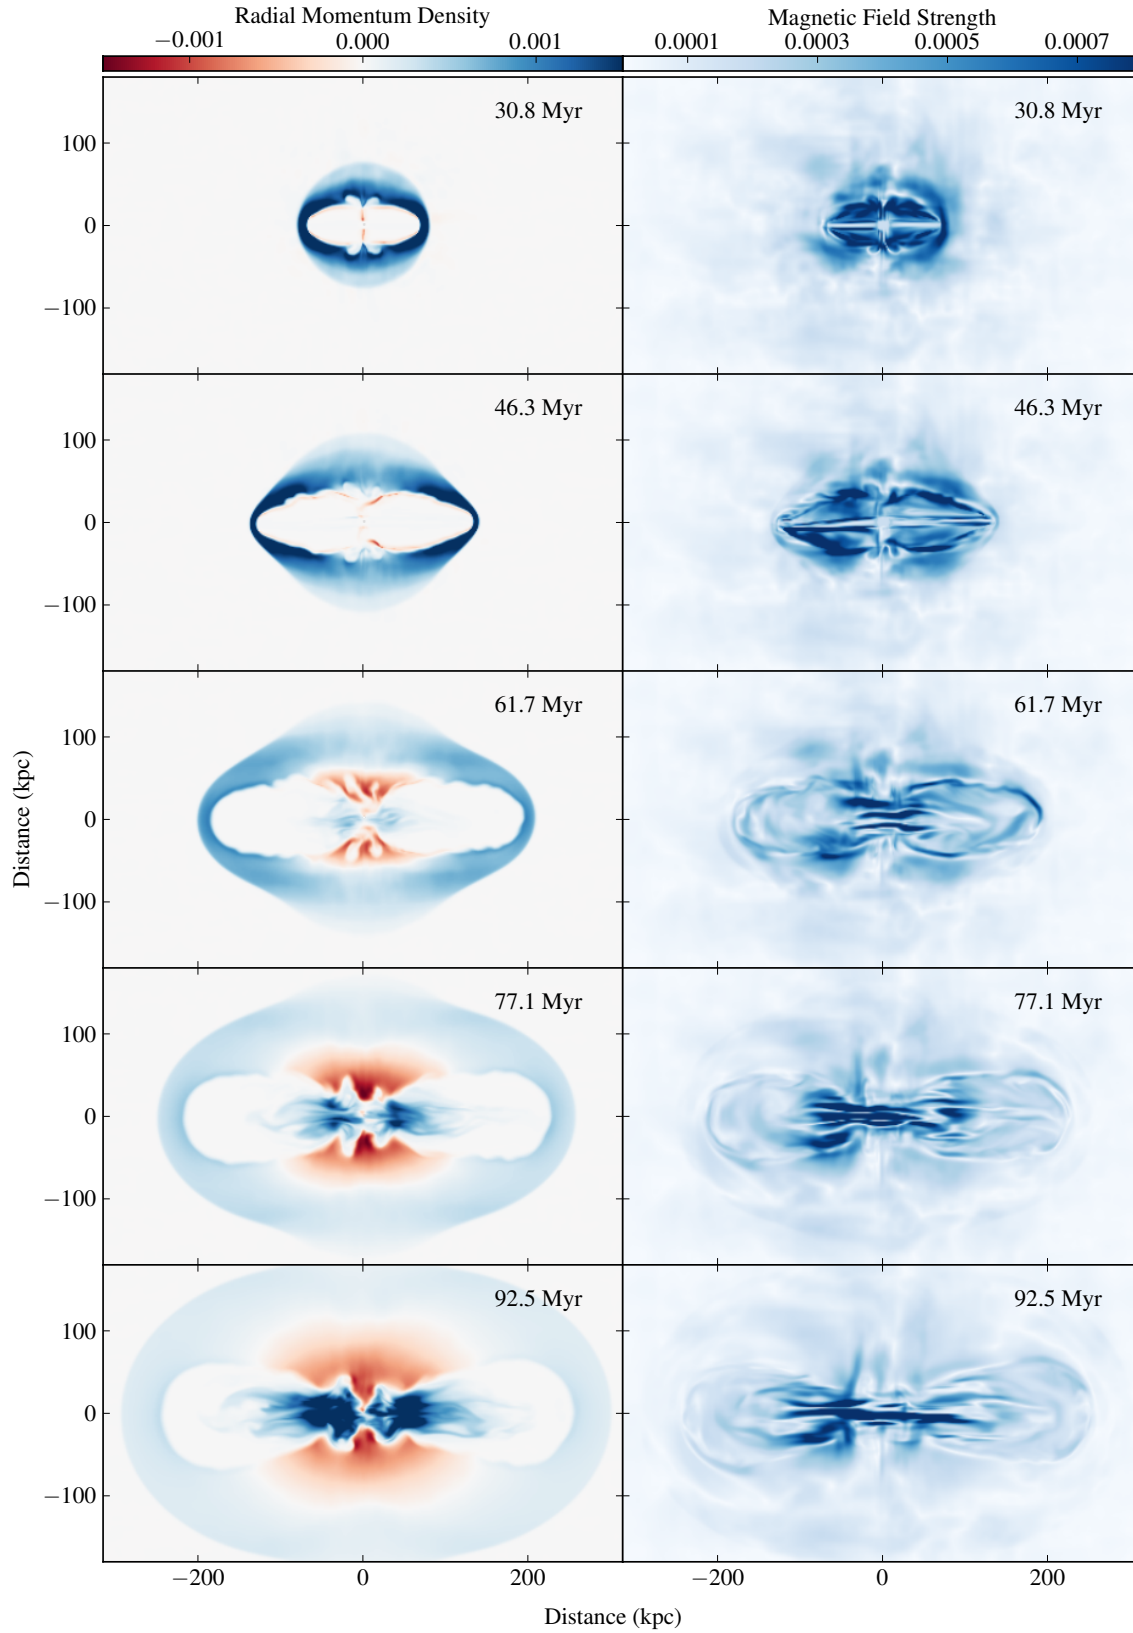 Radial Momentum Density
Magnetic Field Strength
−0.001 0.000 0.001
0.0001 0.0003 0.0005 0.0007
30.8 Myr
30.8 Myr
100
0
−100
46.3 Myr
46.3 Myr
100
0
−100
61.7 Myr
61.7 Myr
100
0
−100
Distance (kpc)
77.1 Myr
77.1 Myr
100
0
−100
92.5 Myr
92.5 Myr
100
0
−100
−200 0 200
−200 0 200
Distance (kpc)